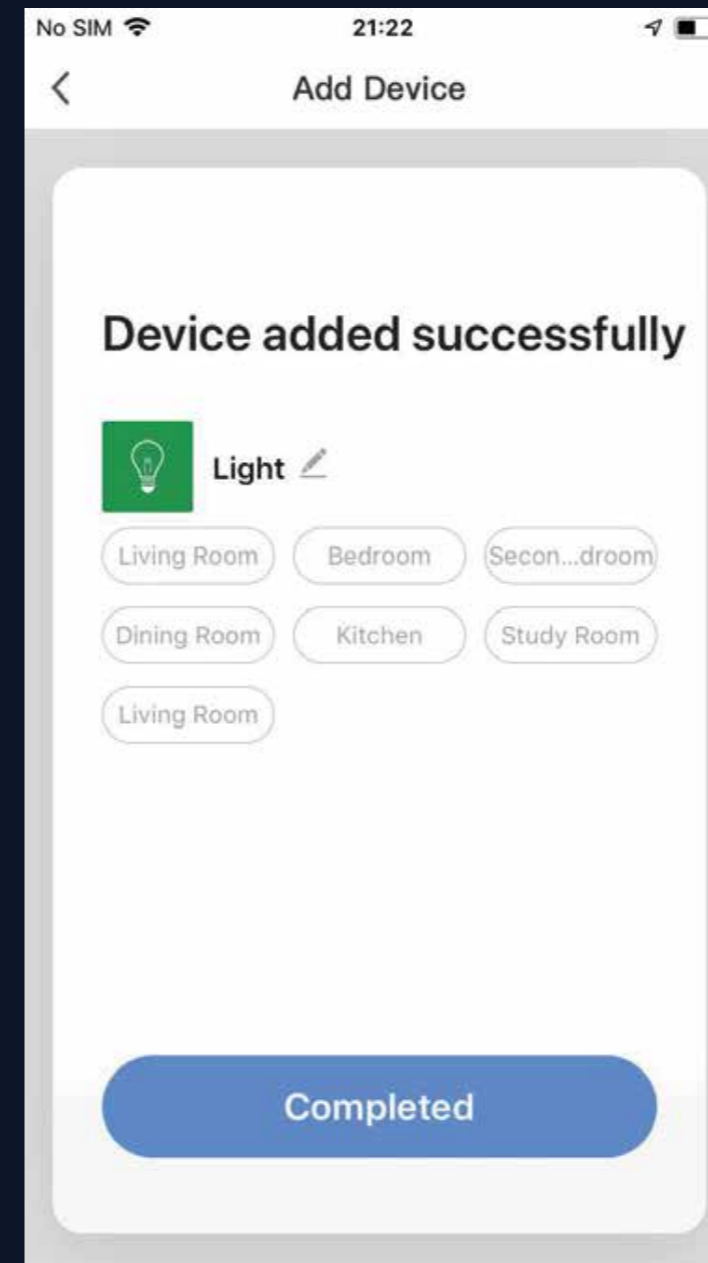 No SIM 21:22
Add Device
Device added successfully
Light
Living Room Bedroom Secon...droom
Dining Room Kitchen Study Room
Living Room
Completed